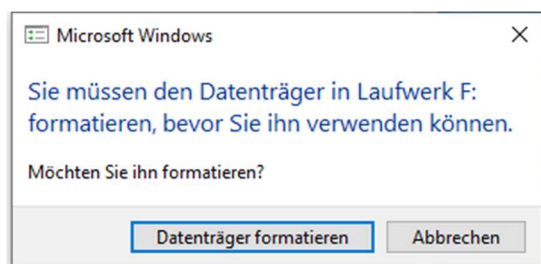 Microsoft Windows
Sie müssen den Datenträger in Laufwerk F:
formatieren, bevor Sie ihn verwenden können.
Möchten Sie ihn formatieren?
Datenträger formatieren
Abbrechen